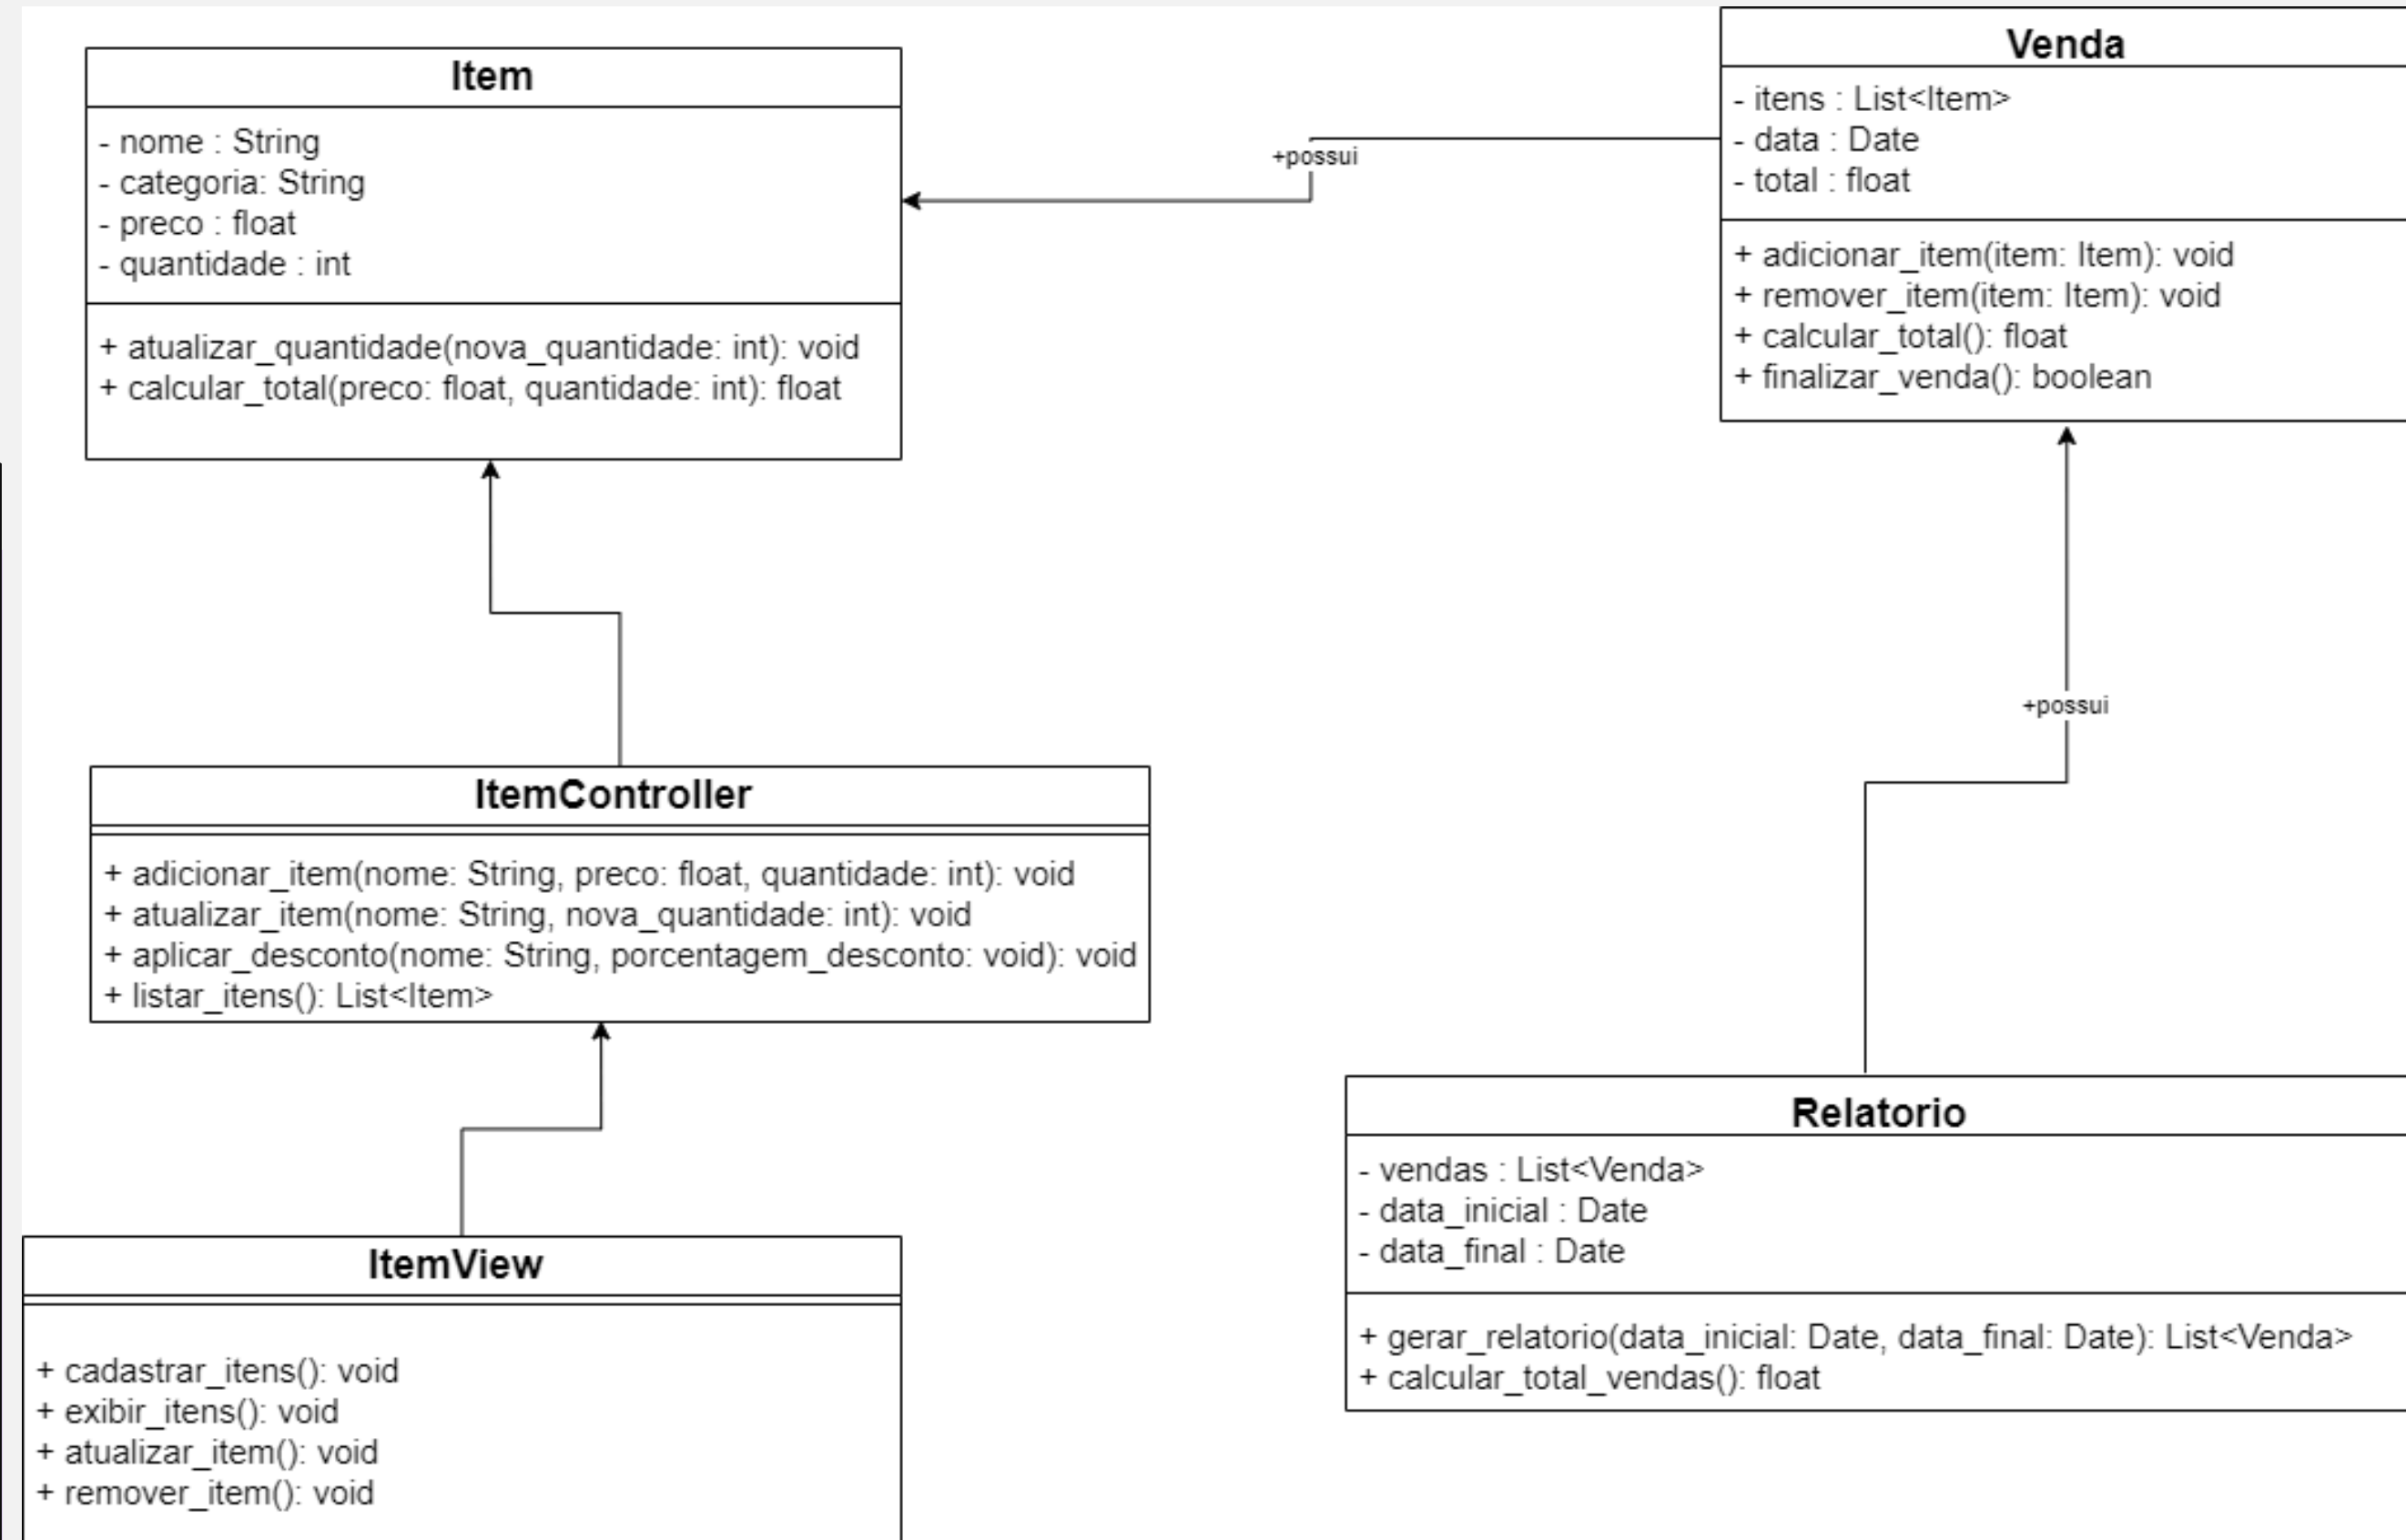 Item
- nome : String
- categoria: String
- preco : float
- quantidade : int
+ atualizar_quantidade(nova_quantidade: int): void
+ calcular_total(preco: float, quantidade: int): float
+possui
Venda
- itens : List<Item>
- data : Date
- total : float
+ adicionar_item(item: Item): void
+ remover_item(item: Item): void
+ calcular_total(): float
+ finalizar_venda(): boolean
+possui
ItemController
+ adicionar_item(nome: String, preco: float, quantidade: int): void
+ atualizar_item(nome: String, nova_quantidade: int): void
+ aplicar_desconto(nome: String, porcentagem_desconto: void): void
+ listar_itens(): List<Item>
ItemView
+ cadastrar_itens(): void
+ exibir_itens(): void
+ atualizar_item(): void
+ remover_item(): void
Relatorio
- vendas : List<Venda>
- data_inicial : Date
- data_final : Date
+ gerar_relatorio(data_inicial: Date, data_final: Date): List<Venda>
+ calcular_total_vendas(): float